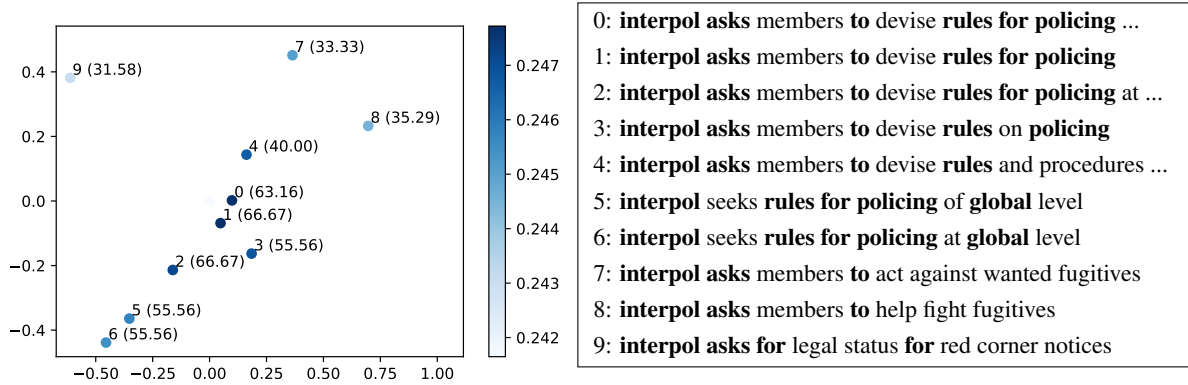 0.4
0.2
0.0
−0.2
−0.4
−0.50
−0.25
0.00
0.25
0.50
0.75
1.00
7 (33.33)
9 (31.58)
8 (35.29)
4 (40.00)
0 (63.16)
1 (66.67)
3 (55.56)
2 (66.67)
5 (55.56)
6 (55.56)
0.247
0.246
0.245
0.244
0.243
0.242
0: interpol asks members to devise rules for policing ...
1: interpol asks members to devise rules for policing
2: interpol asks members to devise rules for policing at ...
3: interpol asks members to devise rules on policing
4: interpol asks members to devise rules and procedures ...
5: interpol seeks rules for policing of global level
6: interpol seeks rules for policing at global level
7: interpol asks members to act against wanted fugitives
8: interpol asks members to help fight fugitives
9: interpol asks for legal status for red corner notices